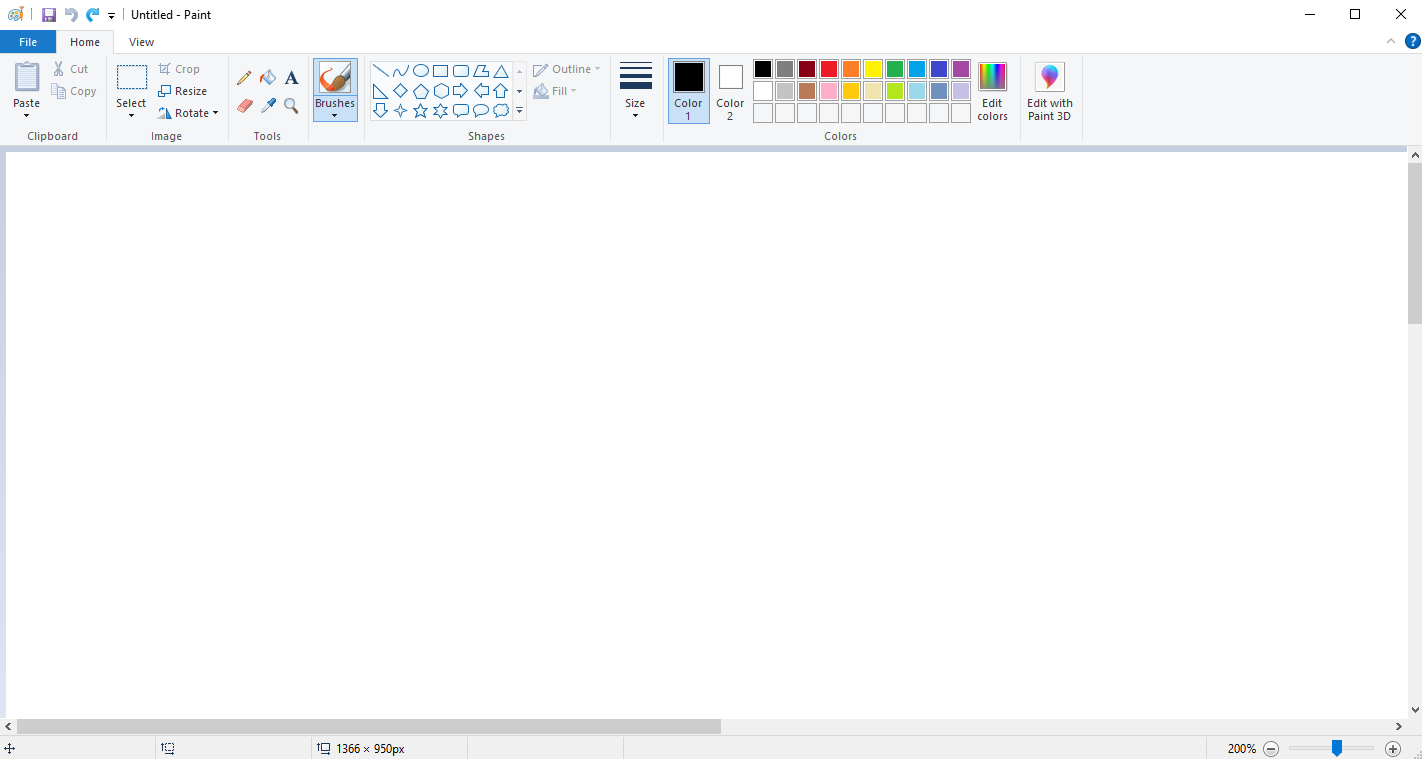 Untitled - Paint
File Home View
Paste
Cut
Copy
Clipboard
Select
Crop
Resize
Rotate
Image
A
Tools
Brushes
Shapes
Outline
Fill
Size
Color
1
Color
2
Edit
colors
Colors
Edit with
Paint 3D
?
1366 × 950px
200%